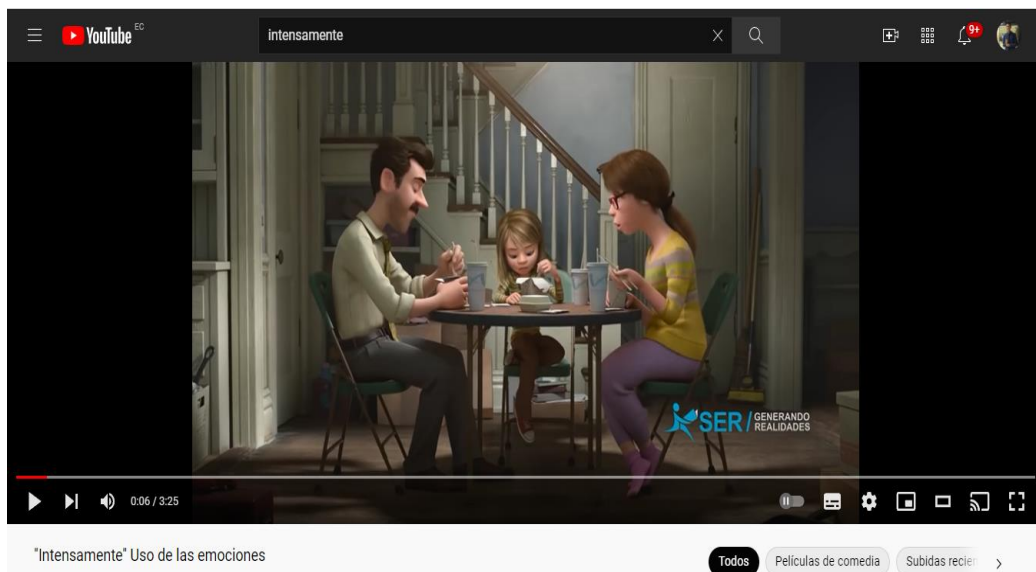 YouTube EC
intensamente
9+
SER/ GENERANDO
REALIDADES
0:06 / 3:25
"Intensamente" Uso de las emociones
Todos
Películas de comedia
Subidas recien